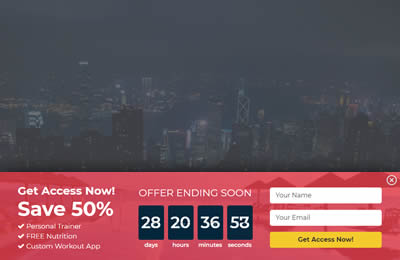 Get Access Now!
Save 50%
✓ Personal Trainer
✓ FREE Nutrition
✓ Custom Workout App
OFFER ENDING SOON
28 20 36 53
days hours minutes seconds
Your Name
Your Email
Get Access Now!